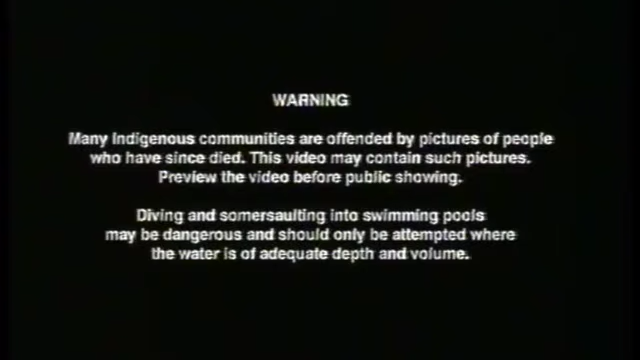 WARNING
Many Indigenous communities are offended by pictures of people
who have since died. This video may contain such pictures.
Preview the video before public showing.
Diving and somersaulting into swimming pools
may be dangerous and should only be attempted where
the water is of adequate depth and volume.